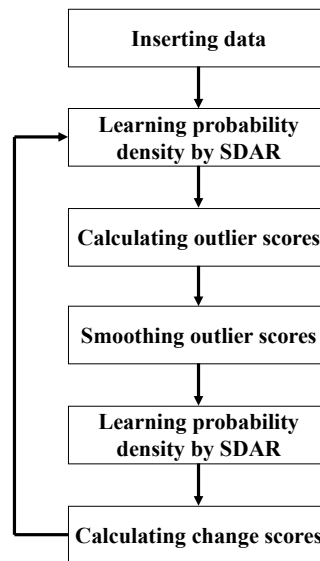 Inserting data
Learning probability
density by SDAR
Calculating outlier scores
Smoothing outlier scores
Learning probability
density by SDAR
Calculating change scores